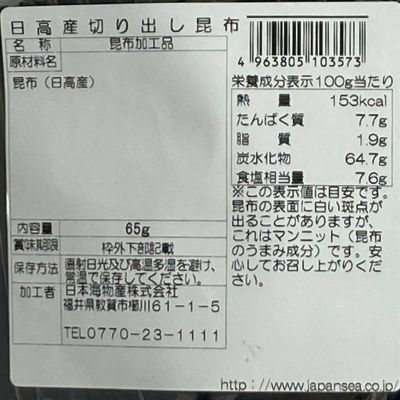 日高産切り出し昆布
名 称 昆布加工品
原材料名
昆布（日高産）
内容量 65g
賞味期限 枠外下部記載
保存方法 直射日光及び高温多湿を避け、
常温で保存してください。
加工者 日本海物産株式会社
福井県敦賀市櫛川61-1-5
TEL0770-23-1111
4963805103573
栄養成分表示100g当たり
熱 量 153kcal
たんぱく質 7.7g
脂 質 1.9g
炭水化物 64.7g
食塩相当量 7.6g
※この表示値は目安です。
昆布の表面に白い斑点が
出ることがありますが、
これはマンニット（昆布
のうまみ成分）です。安
心してお召し上がりくだ
さい。
http://www.japansea.co.jp